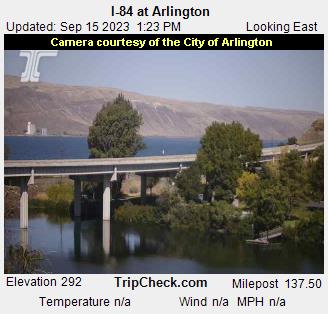 I-84 at Arlington
Updated: Sep 15 2023 1:23 PM Looking East
Camera courtesy of the City of Arlington
Elevation 292 TripCheck.com Milepost 137.50
Temperature n/a Wind n/a MPH n/a